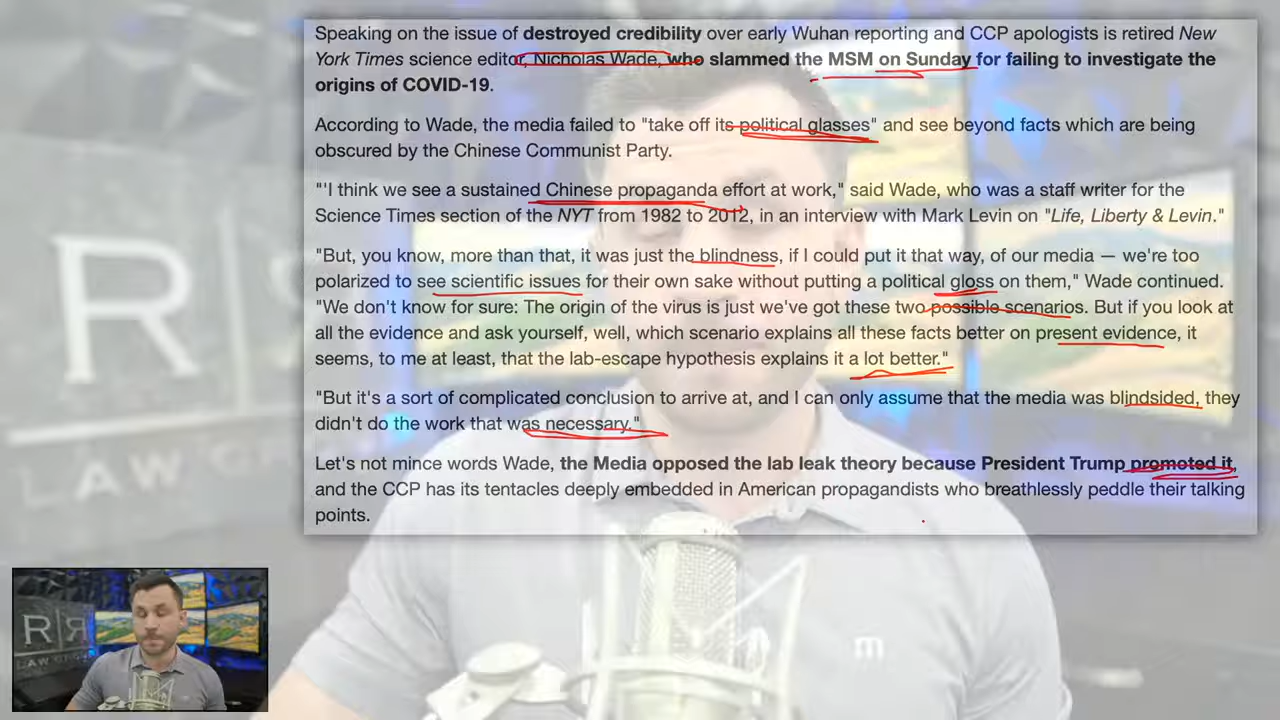 Speaking on the issue of destroyed credibility over early Wuhan reporting and CCP apologists is retired New
York Times science editor, Nicholas Wade, who slammed the MSM on Sunday for failing to investigate the
origins of COVID-19.
According to Wade, the media failed to "take off its political glasses" and see beyond facts which are being
obscured by the Chinese Communist Party.
"'I think we see a sustained Chinese propaganda effort at work," said Wade, who was a staff writer for the
Science Times section of the NYT from 1982 to 2012, in an interview with Mark Levin on "Life, Liberty & Levin."
"But, you know, more than that, it was just the blindness, if I could put it that way, of our media — we're too
polarized to see scientific issues for their own sake without putting a political gloss on them," Wade continued.
"We don't know for sure: The origin of the virus is just we've got these two possible scenarios. But if you look at
all the evidence and ask yourself, well, which scenario explains all these facts better on present evidence, it
seems, to me at least, that the lab-escape hypothesis explains it a lot better."
"But it's a sort of complicated conclusion to arrive at, and I can only assume that the media was blindsided, they
didn't do the work that was necessary."
Let's not mince words Wade, the Media opposed the lab leak theory because President Trump promoted it,
and the CCP has its tentacles deeply embedded in American propagandists who breathlessly peddle their talking
points.
R
LAW GR
m
R R
LAW GRO